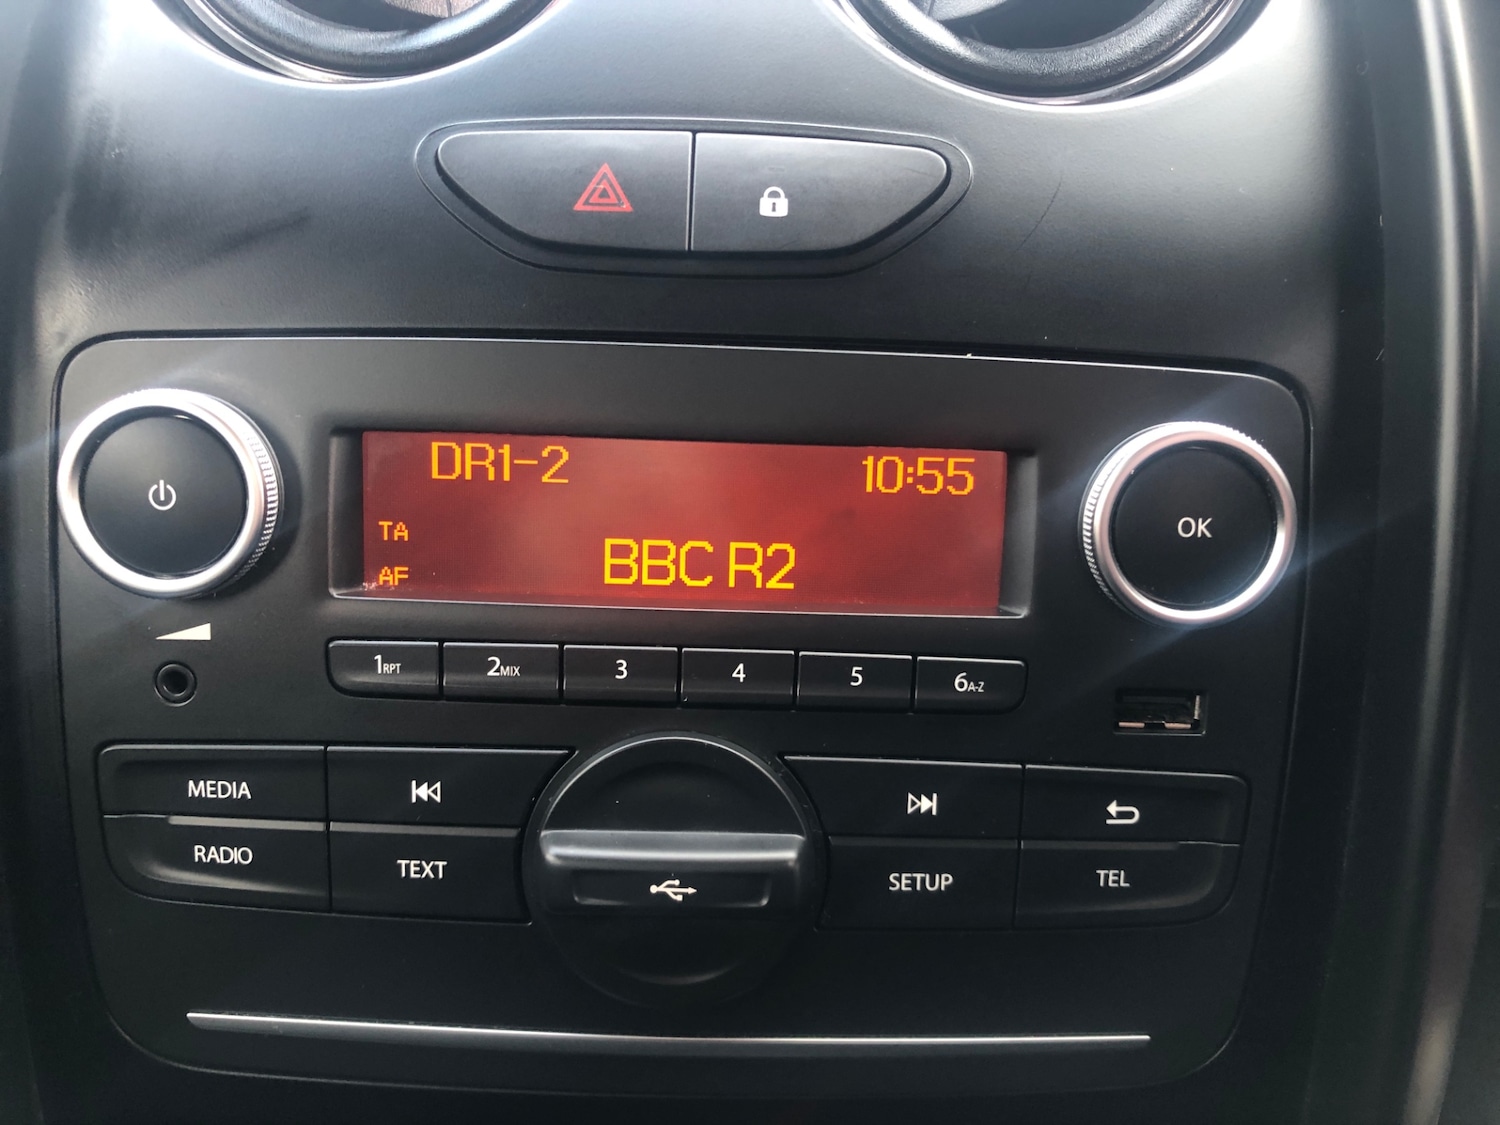 DR1-2 10:55
TA
BBC R2
AF
OK
1RPT 2MIX 3 4 5 6A-Z
MEDIA
RADIO TEXT SETUP TEL